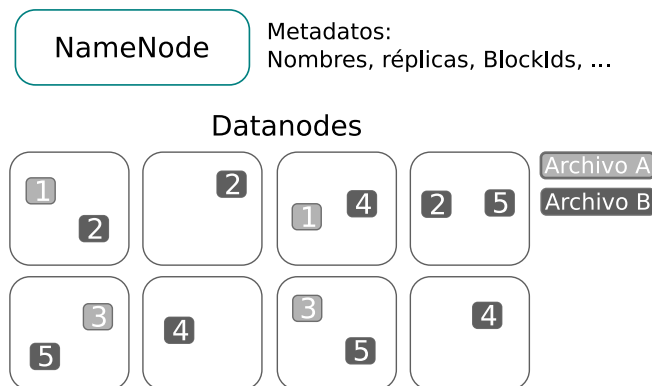 NameNode
Metadatos:
Nombres, réplicas, BlockIds, ...
Datanodes
1
2
2
1
4
2
5
Archivo A
Archivo B
3
5
4
3
5
4